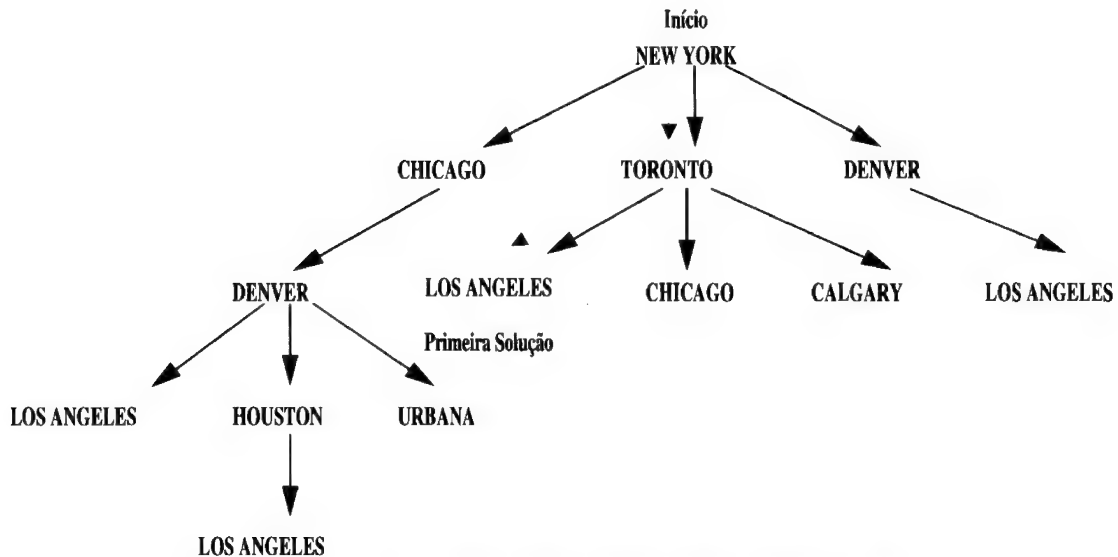 Início
NEW YORK
CHICAGO TORONTO DENVER
DENVER LOS ANGELES CHICAGO CALGARY LOS ANGELES
Primeira Solução
LOS ANGELES HOUSTON URBANA
LOS ANGELES